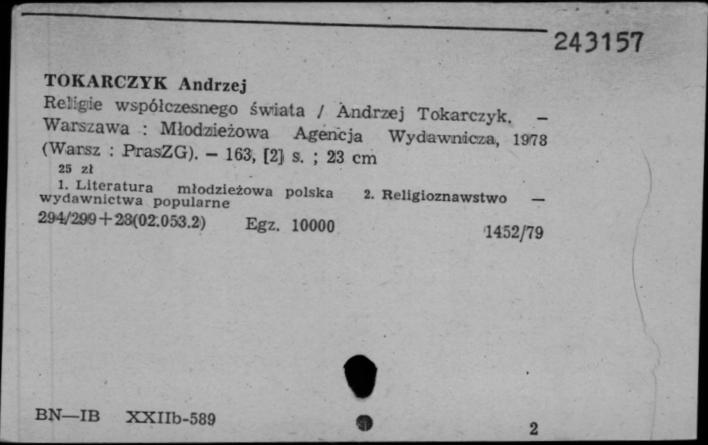 243157
TOKARCZYK Andrzej
Religie współczesnego świata / Andrzej Tokarczyk. —
Warszawa : Młodzieżowa Agencja Wydawnicza, 1978
(Warsz : PrasZG). — 163, [2] s. ; 23 cm
25 zł
1. Literatura młodzieżowa polska 2. Religioznawstwo —
wydawnictwa popularne
294/299+28(02.053.2) Egz. 10000 1452/79
BN—IB XXIIb-589 2